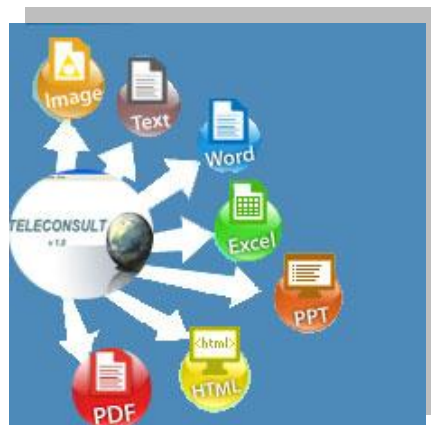 Image
Text
Word
TELECONSULT
v 1.0
Excel
PPT
<html>
HTML
PDF